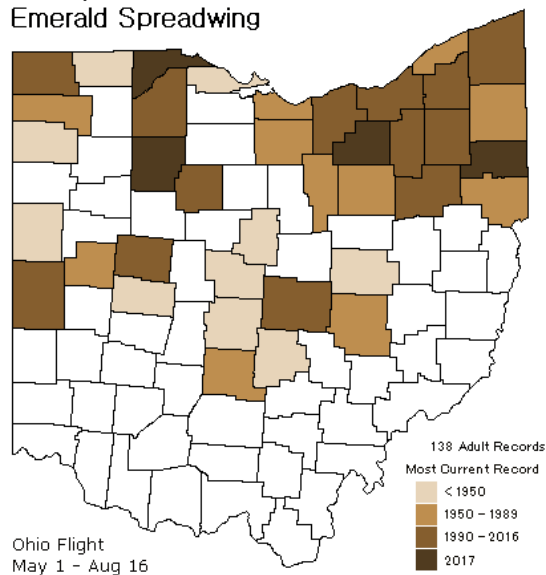 Emerald Spreadwing
138 Adult Records
Most Current Record
< 1950
1950 - 1989
1990 - 2016
2017
Ohio Flight
May 1 - Aug 16